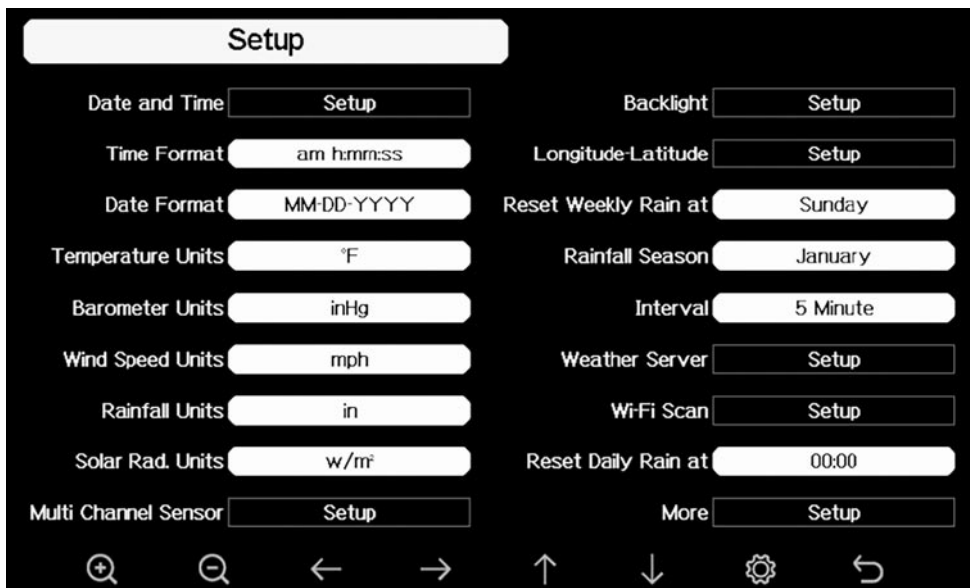 Setup
Date and Time Setup
Time Format am h:mm:ss
Date Format MM-DD-YYYY
Temperature Units °F
Barometer Units inHg
Wind Speed Units mph
Rainfall Units in
Solar Rad. Units w/m²
Multi Channel Sensor Setup
Backlight Setup
Longitude-Latitude Setup
Reset Weekly Rain at Sunday
Rainfall Season January
Interval 5 Minute
Weather Server Setup
Wi-Fi Scan Setup
Reset Daily Rain at 00:00
More Setup